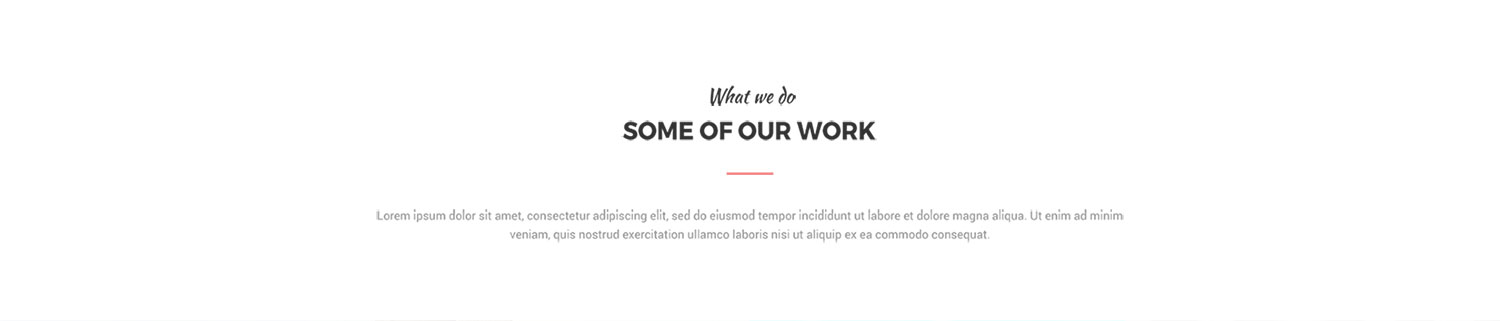 What we do
SOME OF OUR WORK
Lorem ipsum dolor sit amet, consectetur adipiscing elit, sed do eiusmod tempor incididunt ut labore et dolore magna aliqua. Ut enim ad minim
veniam, quis nostrud exercitation ullamco laboris nisi ut aliquip ex ea commodo consequat.